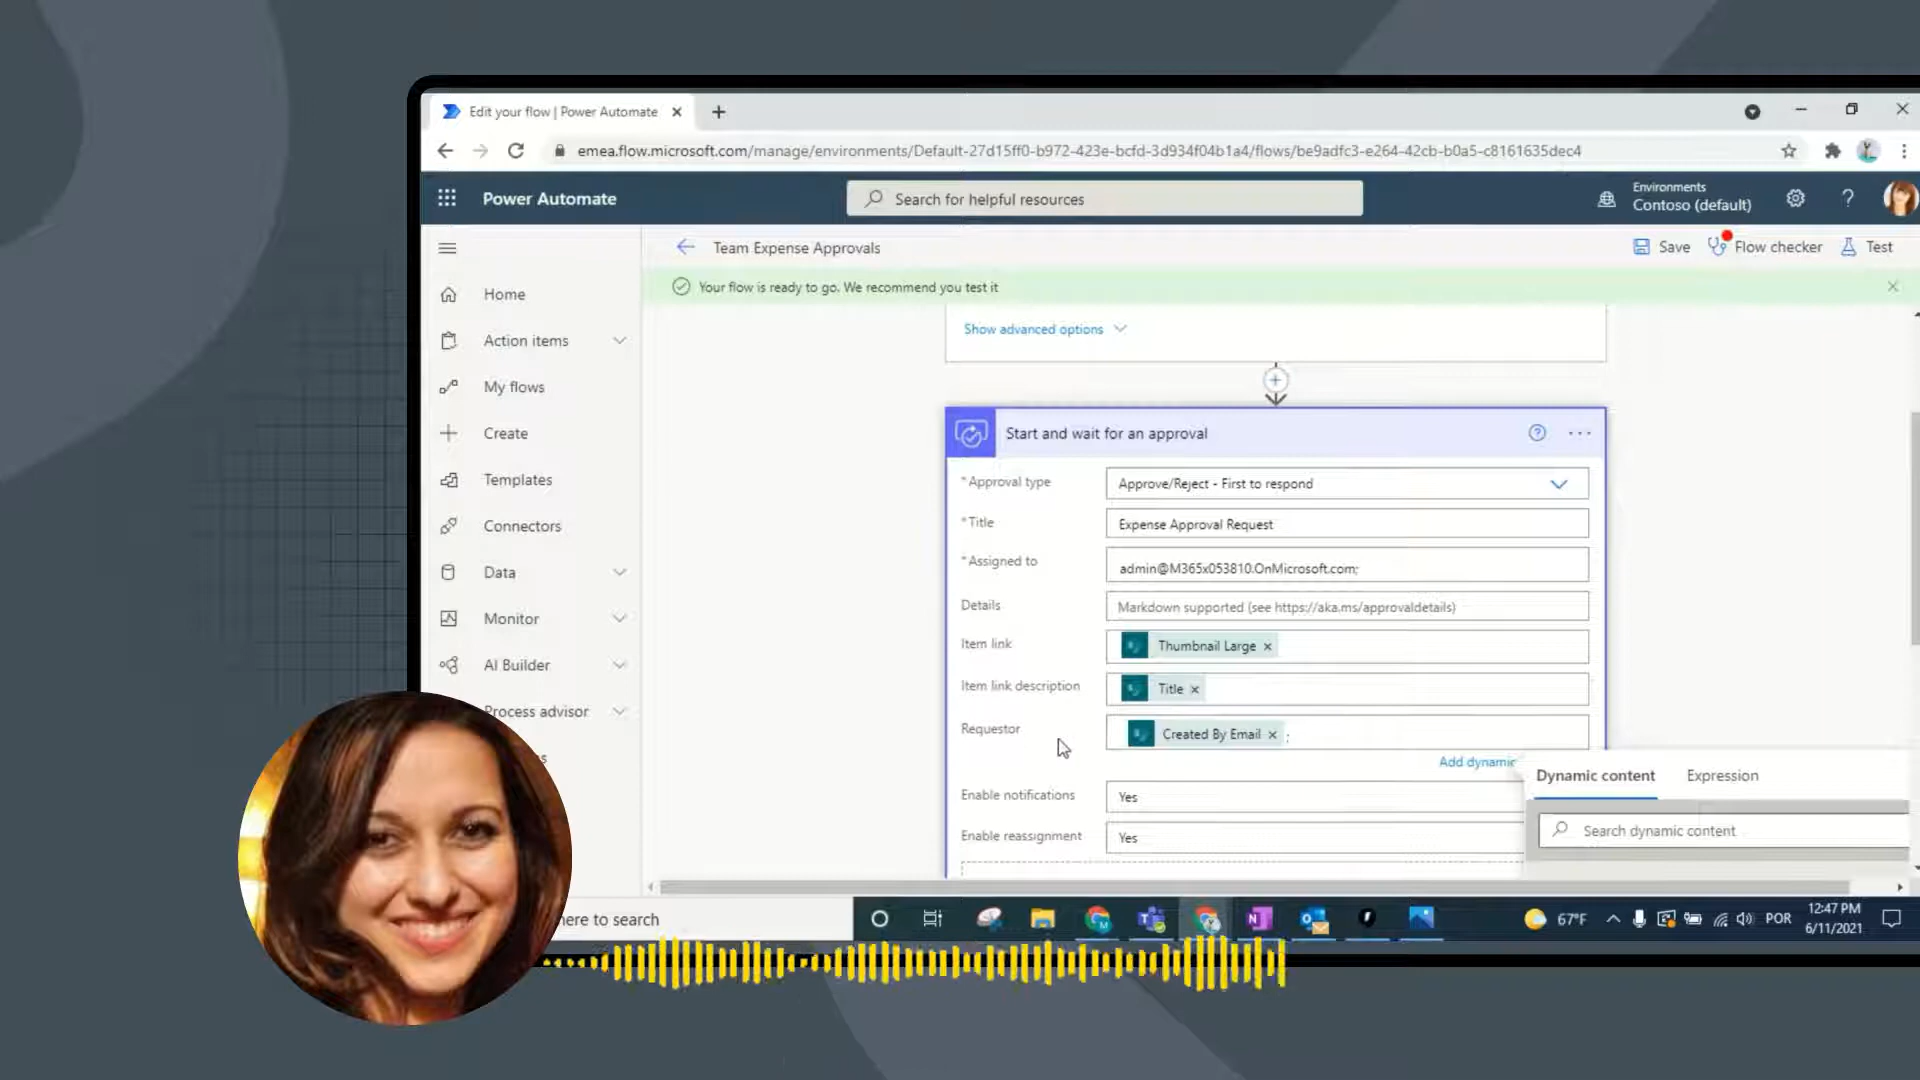 Edit your flow | Power Automate
emea.flow.microsoft.com/manage/environments/Default-27d15ff0-b972-423e-bcfd-3d934f04b1a4/flows/be9adfc3-e264-42cb-b0a5-c8161635dec4
Power Automate
Search for helpful resources
Environments
Contoso (default)
Team Expense Approvals
Save
Flow checker
Test
Your flow is ready to go. We recommend you test it
Home
Action items
My flows
Create
Templates
Connectors
Data
Monitor
AI Builder
Process advisor
Show advanced options
Start and wait for an approval
*Approval type
Approve/Reject - First to respond
*Title
Expense Approval Request
*Assigned to
admin@M365x053810.OnMicrosoft.com;
Details
Markdown supported (see https://aka.ms/approvaldetails)
Item link
Thumbnail Large ×
Item link description
Title ×
Requestor
Created By Email × ;
Add dynamic
Enable notifications
Yes
Enable reassignment
Yes
Dynamic content
Expression
Search dynamic content
here to search
67°F
POR
12:47 PM
6/11/2021